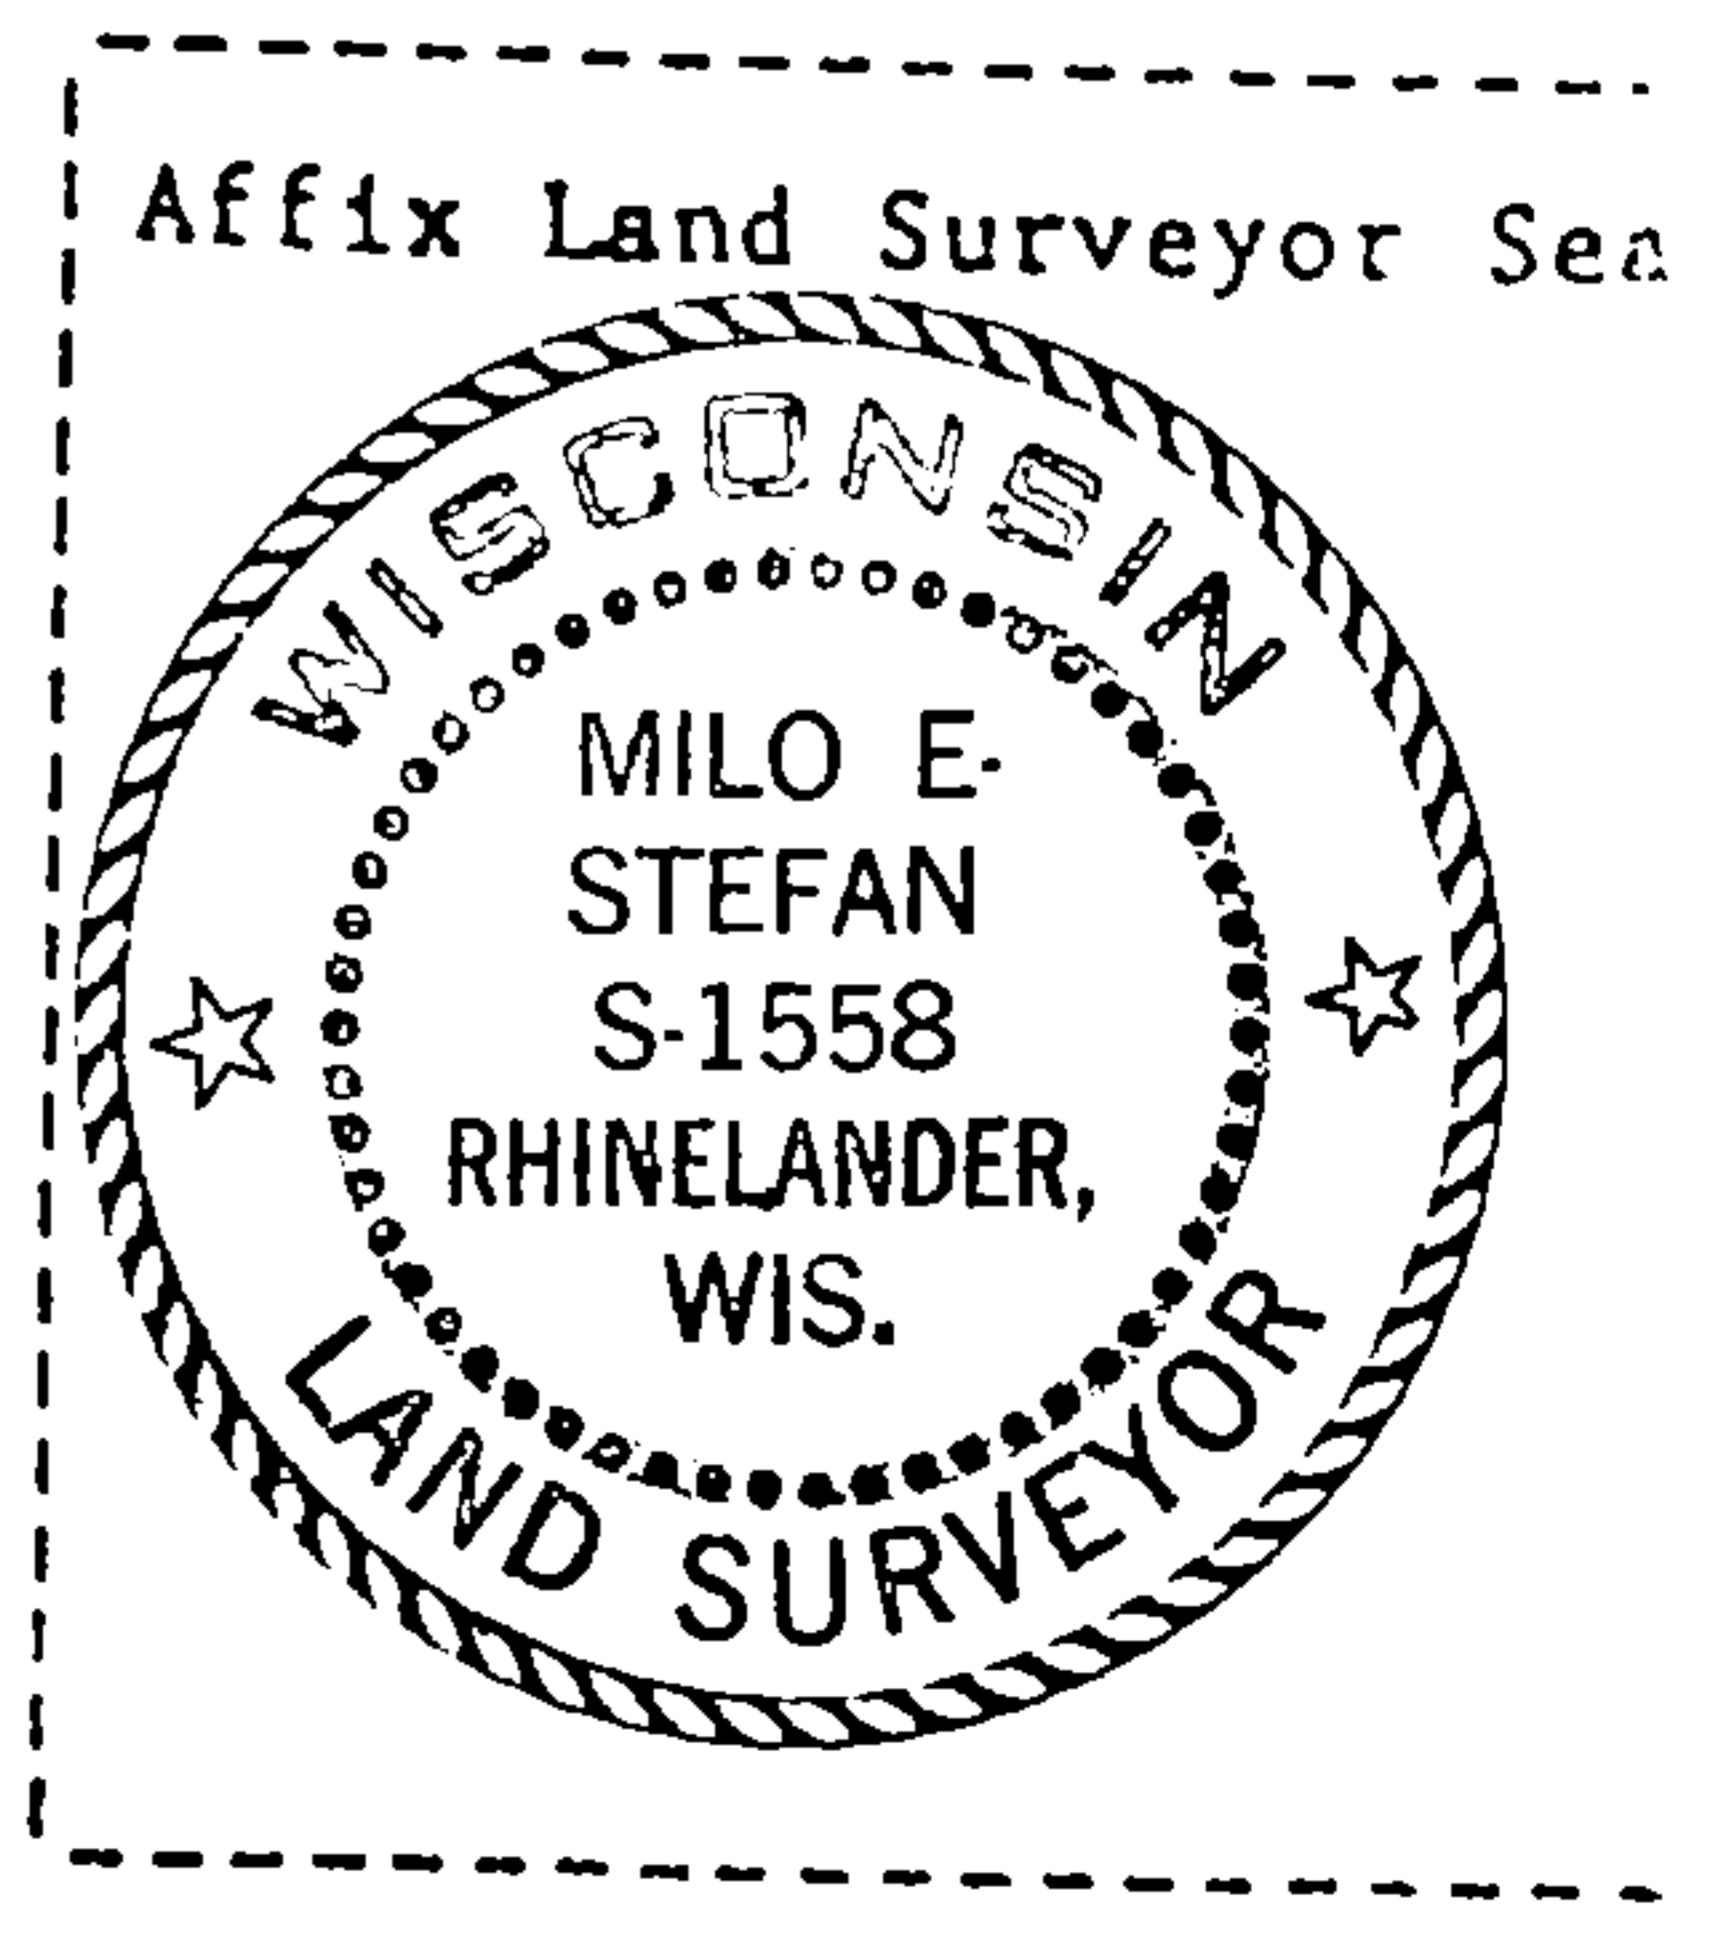 Affix Land Surveyor Sea
WISCONSIN
MILO E.
STEFAN
S-1558
RHINELANDER,
WIS.
LAND SURVEYOR